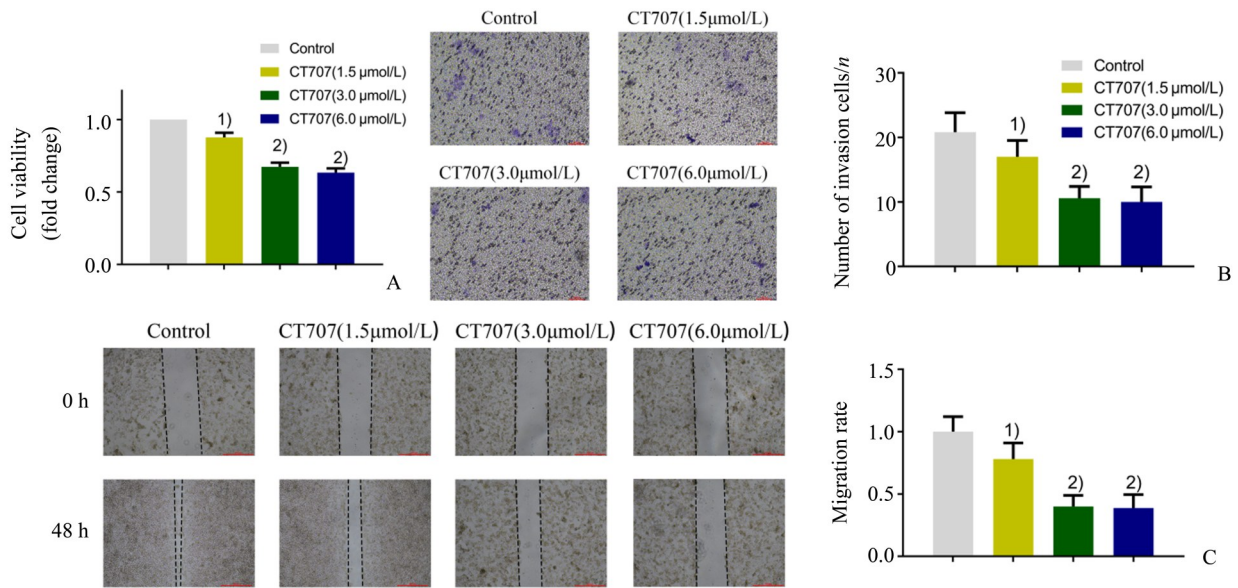 Control
CT707(1.5 μmol/L)
CT707(3.0 μmol/L)
CT707(6.0 μmol/L)
Cell viability
(fold change)
1.0
0.5
0.0
1)
2)
2)
A
Control
CT707(1.5μmol/L)
CT707(3.0μmol/L)
CT707(6.0μmol/L)
Number of invasion cells/n
30
20
10
0
Control
CT707(1.5 μmol/L)
CT707(3.0 μmol/L)
CT707(6.0 μmol/L)
1)
2)
2)
B
Control
CT707(1.5μmol/L)
CT707(3.0μmol/L)
CT707(6.0μmol/L)
0 h
48 h
Migration rate
1.5
1.0
0.5
0.0
1)
2)
2)
C